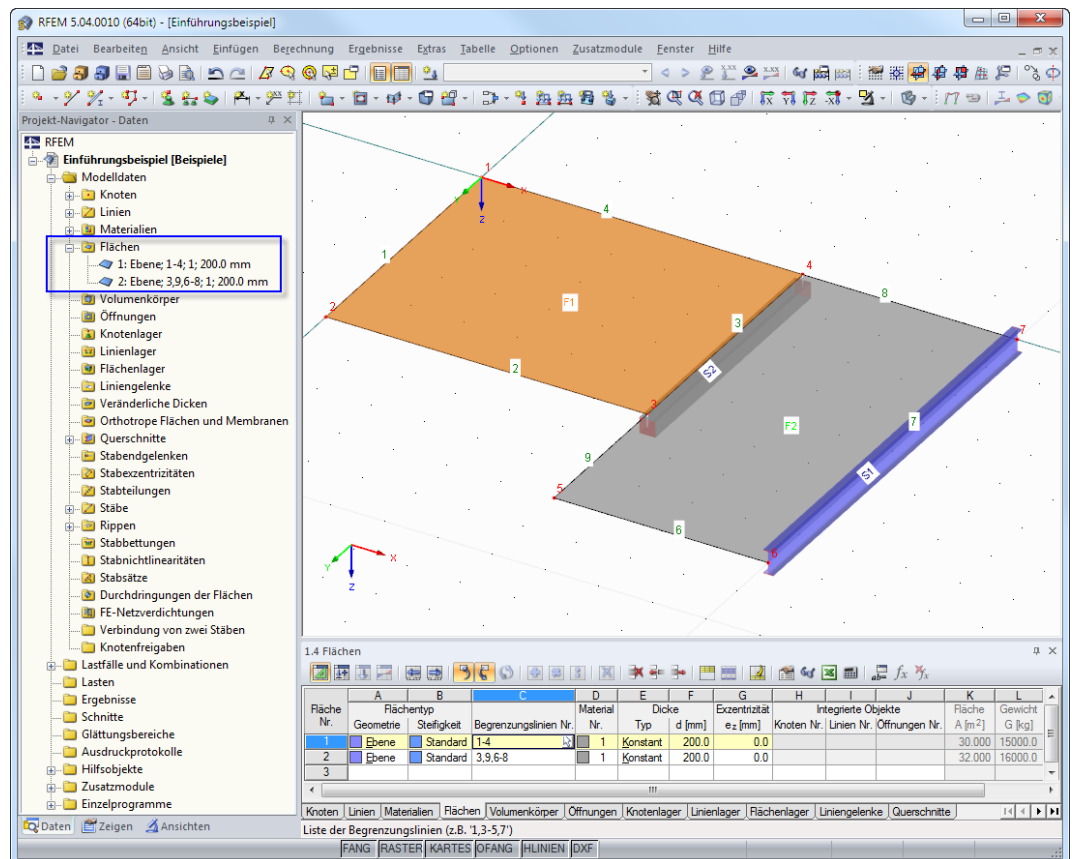 RFEM 5.04.0010 (64bit) - [Einführungsbeispiel]
Datei Bearbeiten Ansicht Einfügen Berechnung Ergebnisse Extras Tabelle Optionen Zusatzmodule Fenster Hilfe
Projekt-Navigator - Daten
RFEM
Einführungsbeispiel [Beispiele]
Modelldaten
Knoten
Linien
Materialien
Flächen
1: Ebene; 1-4; 1; 200.0 mm
2: Ebene; 3,9,6-8; 1; 200.0 mm
Volumenkörper
Öffnungen
Knotenlager
Linienlager
Flächenlager
Liniengelenke
Veränderliche Dicken
Orthotrope Flächen und Membranen
Querschnitte
Stabendgelenken
Stabexzentrizitäten
Stabteilungen
Stäbe
Rippen
Stabbettungen
Stabnichtlinearitäten
Stabsätze
Durchdringungen der Flächen
FE-Netzverdichtungen
Verbindung von zwei Stäben
Knotenfreigaben
Lastfälle und Kombinationen
Lasten
Ergebnisse
Schnitte
Glättungsbereiche
Ausdruckprotokolle
Hilfsobjekte
Zusatzmodule
Einzelprogramme
Daten Zeigen Ansichten
1
X
Y
Z
4
1
4
8
2
F1
3
7
2
S2
3
F2
7
9
S1
5
6
6
X
Y
Z
1.4 Flächen
A B C D E F G H I J K L
Fläche Flächentyp Material Dicke Exzentrizität Integrierte Objekte Fläche Gewicht
Nr. Geometrie Steifigkeit Begrenzungslinien Nr. Nr. Typ d [mm] ez [mm] Knoten Nr. Linien Nr. Öffnungen Nr. A [m²] G [kg]
1 Ebene Standard 1-4 1 Konstant 200.0 0.0 30.000 15000.0
2 Ebene Standard 3,9,6-8 1 Konstant 200.0 0.0 32.000 16000.0
3
Knoten Linien Materialien Flächen Volumenkörper Öffnungen Knotenlager Linienlager Flächenlager Liniengelenke Querschnitte
Liste der Begrenzungslinien (z.B. '1,3-5,7')
FANG RASTER KARTES OFANG HLINIEN DXF